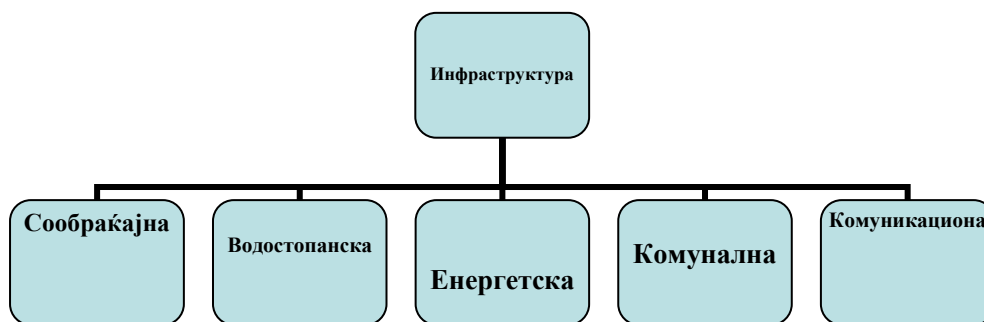 Инфраструктура
Сообраќајна
Водостопанска
Енергетска
Комунална
Комуникациона